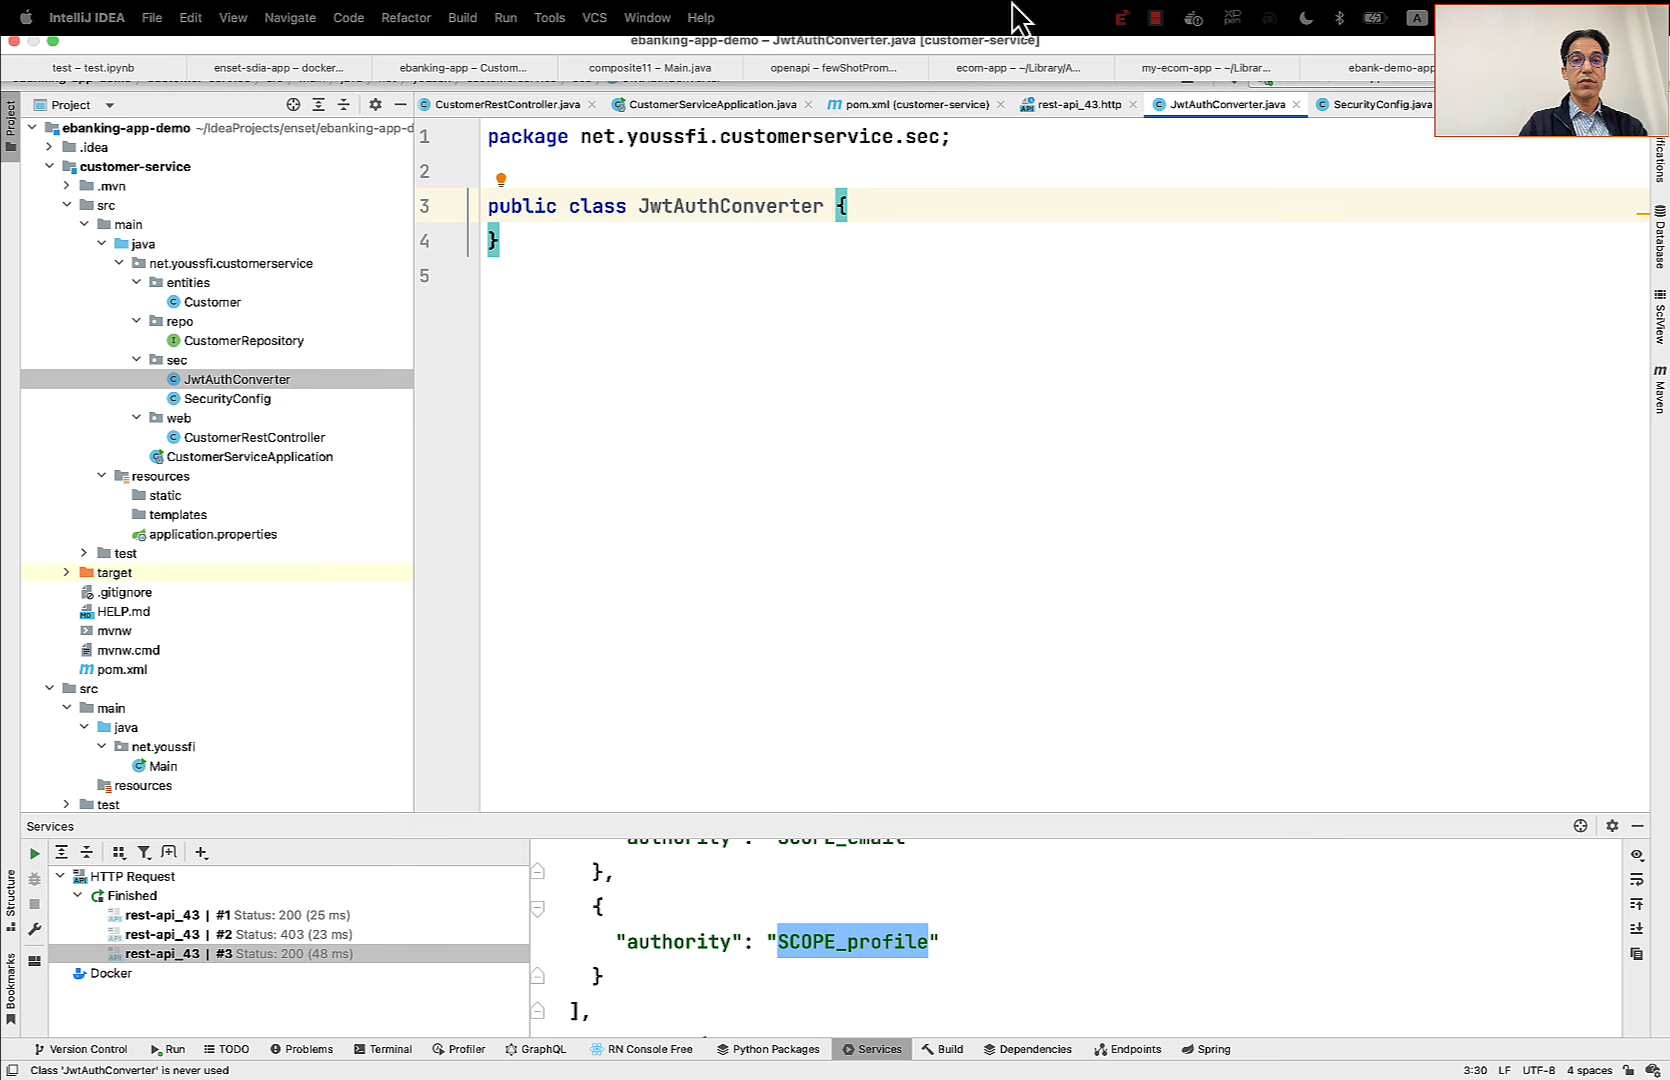 IntelliJ IDEA File Edit View Navigate Code Refactor Build Run Tools VCS Window Help
ebanking-app-demo – JwtAuthConverter.java [customer-service]
test – test.ipynb enset-sdia-app – docker... ebanking-app – Custom... composite11 – Main.java openapi – fewShotProm... ecom-app – ~/Library/A... my-ecom-app – ~/Librar... ebank-demo-app
Project CustomerRestController.java CustomerServiceApplication.java pom.xml (customer-service) rest-api_43.http JwtAuthConverter.java SecurityConfig.java
ebanking-app-demo ~/IdeaProjects/enset/ebanking-app-d
.idea
customer-service
.mvn
src
main
java
net.youssfi.customerservice
entities
Customer
repo
CustomerRepository
sec
JwtAuthConverter
SecurityConfig
web
CustomerRestController
CustomerServiceApplication
resources
static
templates
application.properties
test
target
.gitignore
HELP.md
mvnw
mvnw.cmd
pom.xml
src
main
java
net.youssfi
Main
resources
test
1 package net.youssfi.customerservice.sec;
2
3 public class JwtAuthConverter {
4 }
5
Project
Structure
Bookmarks
Database
SciView
Maven
Services
HTTP Request
Finished
rest-api_43 | #1 Status: 200 (25 ms)
rest-api_43 | #2 Status: 403 (23 ms)
rest-api_43 | #3 Status: 200 (48 ms)
Docker
"authority": "SCOPE_email"
},
{
"authority": "SCOPE_profile"
}
],
Version Control Run TODO Problems Terminal Profiler GraphQL RN Console Free Python Packages Services Build Dependencies Endpoints Spring
Class 'JwtAuthConverter' is never used 3:30 LF UTF-8 4 spaces